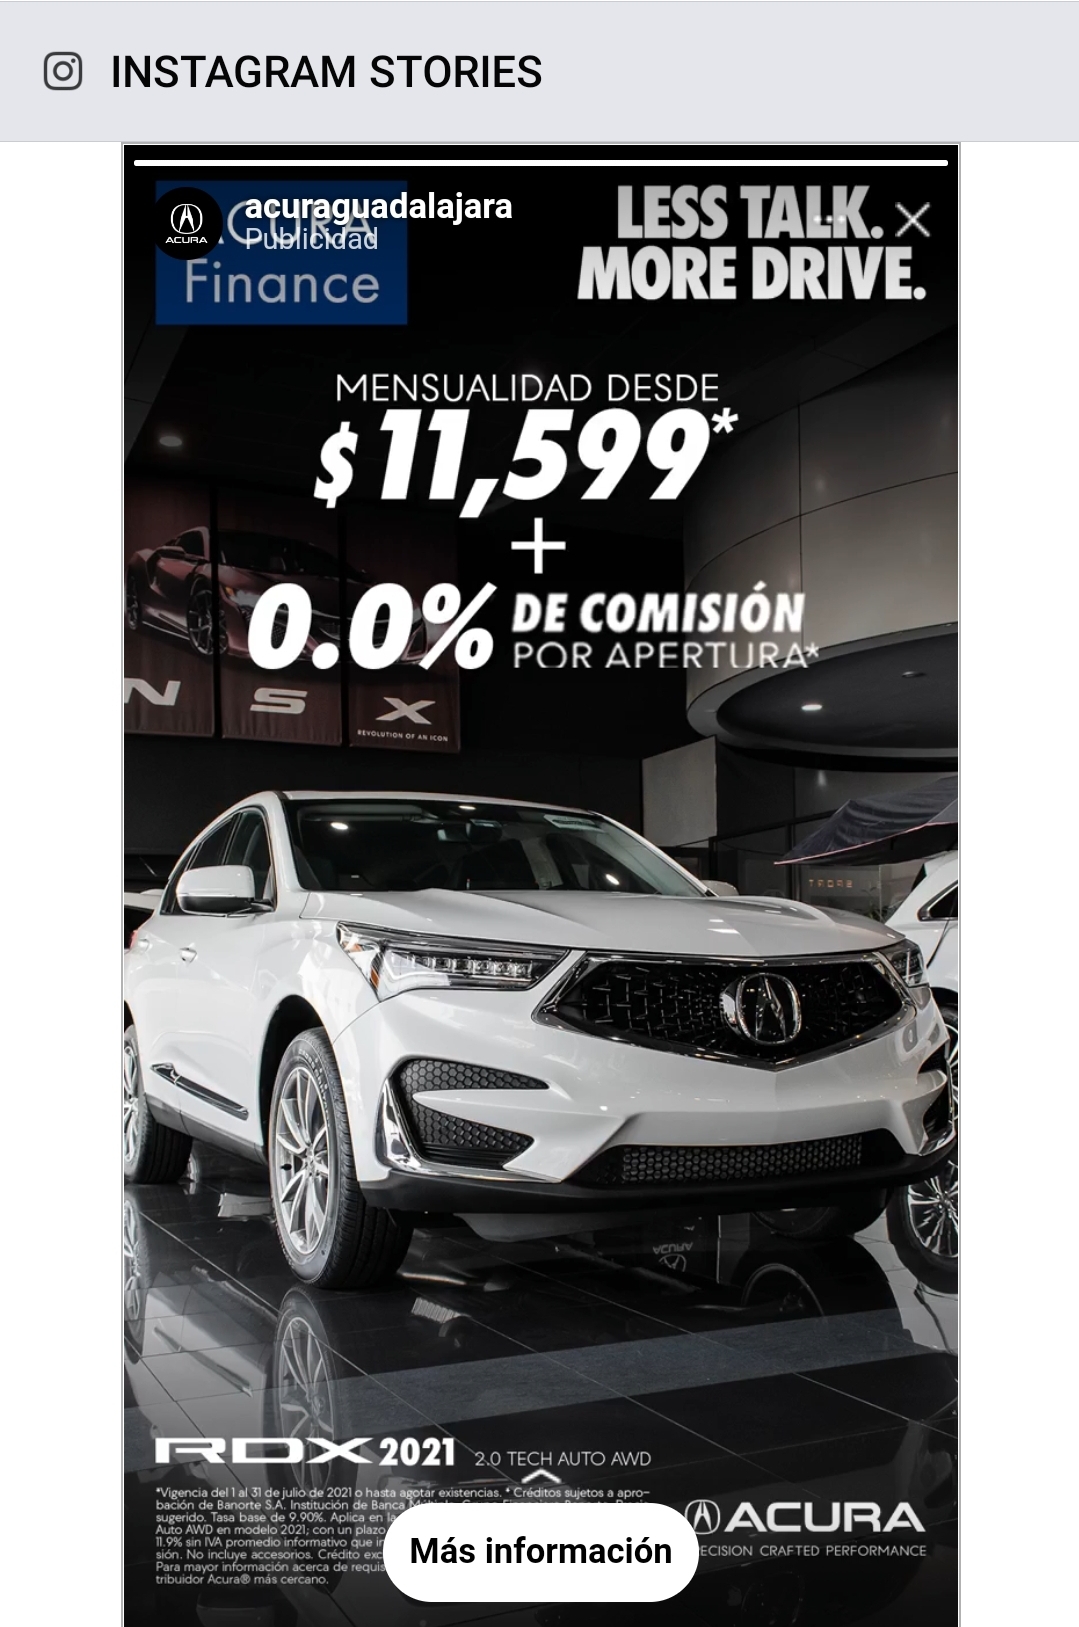 INSTAGRAM STORIES
acuraguadalajara
Publicidad
ACURA
ACURA
Finance
LESS TALK.
MORE DRIVE.
MENSUALIDAD DESDE
$11,599*
+
0.0% DE COMISIÓN
POR APERTURA*
N S X
REVOLUTION OF AN ICON
RDX 2021 2.0 TECH AUTO AWD
*Vigencia del 1 al 31 de julio de 2021 o hasta agotar existencias. * Créditos sujetos a apro-
bación de Banorte S.A. Institución de Banca
sugerido. Tasa base de 9.90%. Aplica en
Auto AWD en modelo 2021; con un plazo
11.9% sin IVA promedio informativo que
sión. No incluye accesorios. Crédito
Para mayor información acerca de
tribuidor Acura® más cercano.
Más información
ACURA
ECISION CRAFTED PERFORMANCE